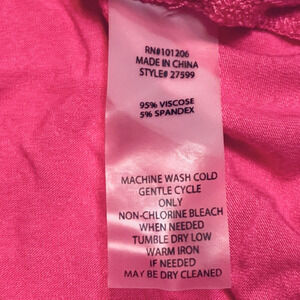 RN#101206
MADE IN CHINA
STYLE# 27599
95% VISCOSE
5% SPANDEX
MACHINE WASH COLD
GENTLE CYCLE
ONLY
NON-CHLORINE BLEACH
WHEN NEEDED
TUMBLE DRY LOW
WARM IRON
IF NEEDED
MAY BE DRY CLEANED